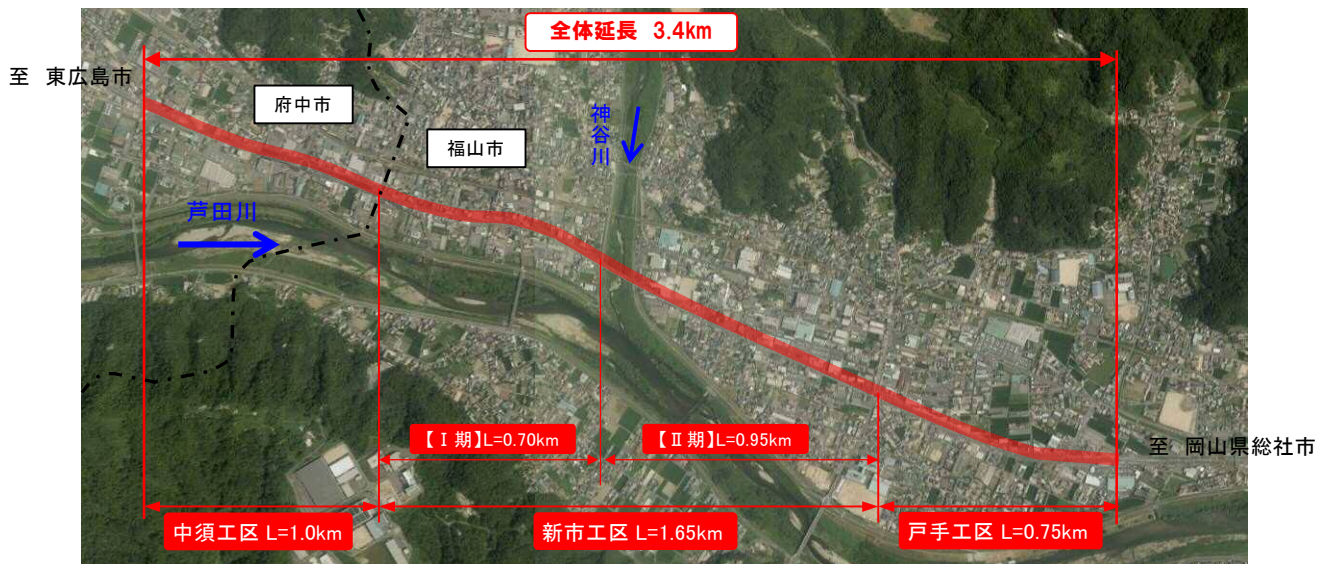 全体延長 3.4km
至 東広島市
府中市
福山市
神谷川
芦田川
【Ⅰ期】L=0.70km
【Ⅱ期】L=0.95km
至 岡山県総社市
中須工区 L=1.0km
新市工区 L=1.65km
戸手工区 L=0.75km